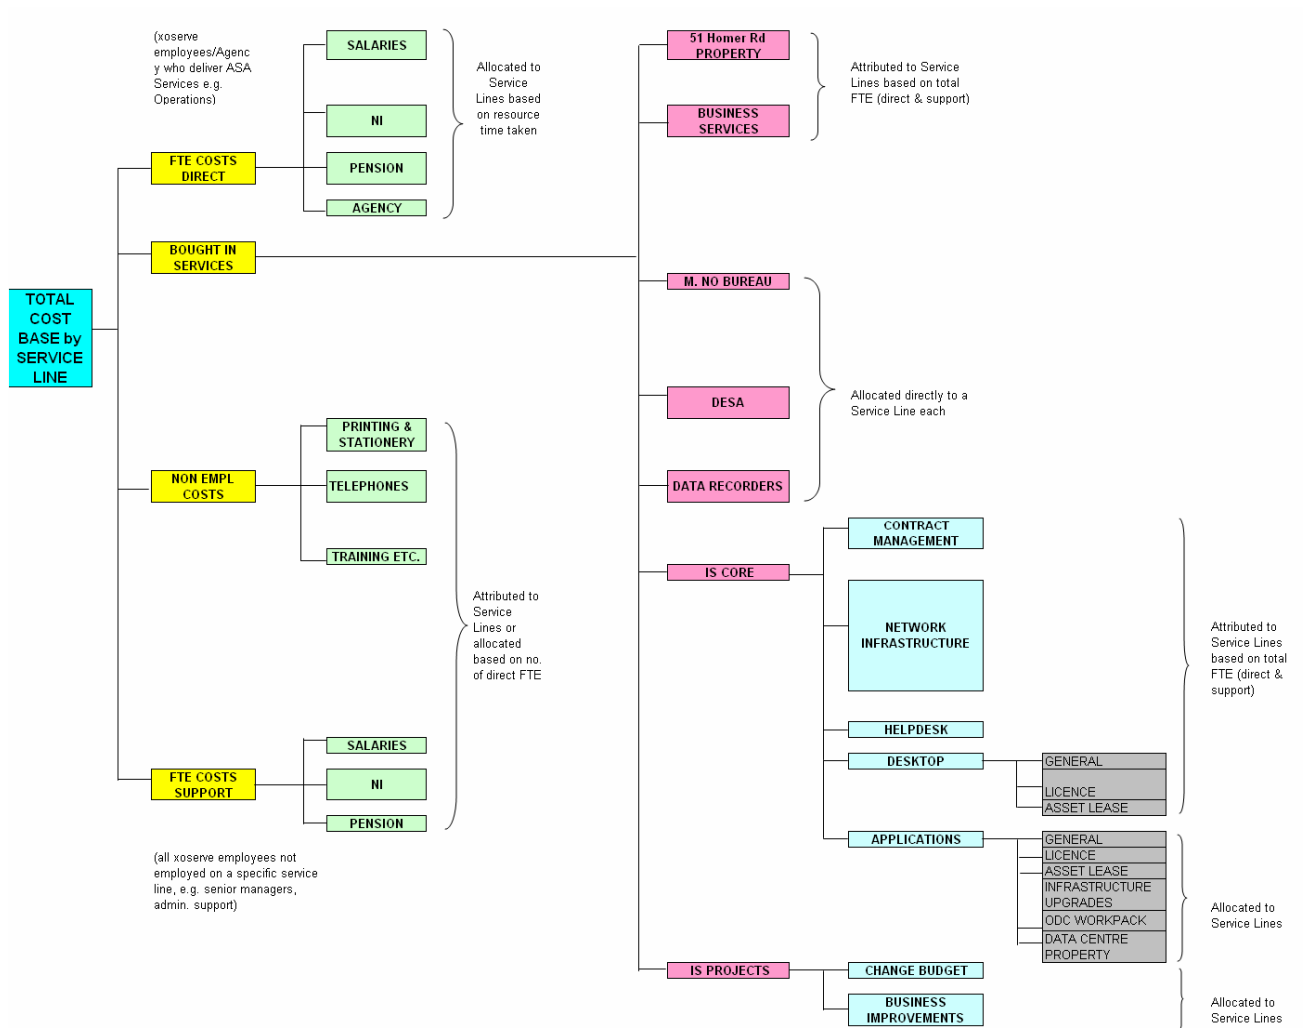 (xoserve
employees/Agenc
y who deliver ASA
Services e.g.
Operations)
SALARIES
NI
PENSION
AGENCY
Allocated to
Service
Lines based
on resource
time taken
FTE COSTS
DIRECT
BOUGHT IN
SERVICES
TOTAL
COST
BASE by
SERVICE
LINE
NON EMPL
COSTS
PRINTING &
STATIONERY
TELEPHONES
TRAINING ETC.
Attributed to
Service
Lines or
allocated
based on no.
of direct FTE
FTE COSTS
SUPPORT
SALARIES
NI
PENSION
(all xoserve employees not
employed on a specific service
line, e.g. senior managers,
admin. support)
51 Homer Rd
PROPERTY
BUSINESS
SERVICES
Attributed to Service
Lines based on total
FTE (direct & support)
M. NO BUREAU
DESA
DATA RECORDERS
Allocated directly to a
Service Line each
IS CORE
CONTRACT
MANAGEMENT
NETWORK
INFRASTRUCTURE
HELPDESK
DESKTOP
GENERAL
LICENCE
ASSET LEASE
Attributed to
Service Lines
based on total
FTE (direct &
support)
APPLICATIONS
GENERAL
LICENCE
ASSET LEASE
INFRASTRUCTURE
UPGRADES
ODC WORKPACK
DATA CENTRE
PROPERTY
Allocated to
Service Lines
IS PROJECTS
CHANGE BUDGET
BUSINESS
IMPROVEMENTS
Allocated to
Service Lines